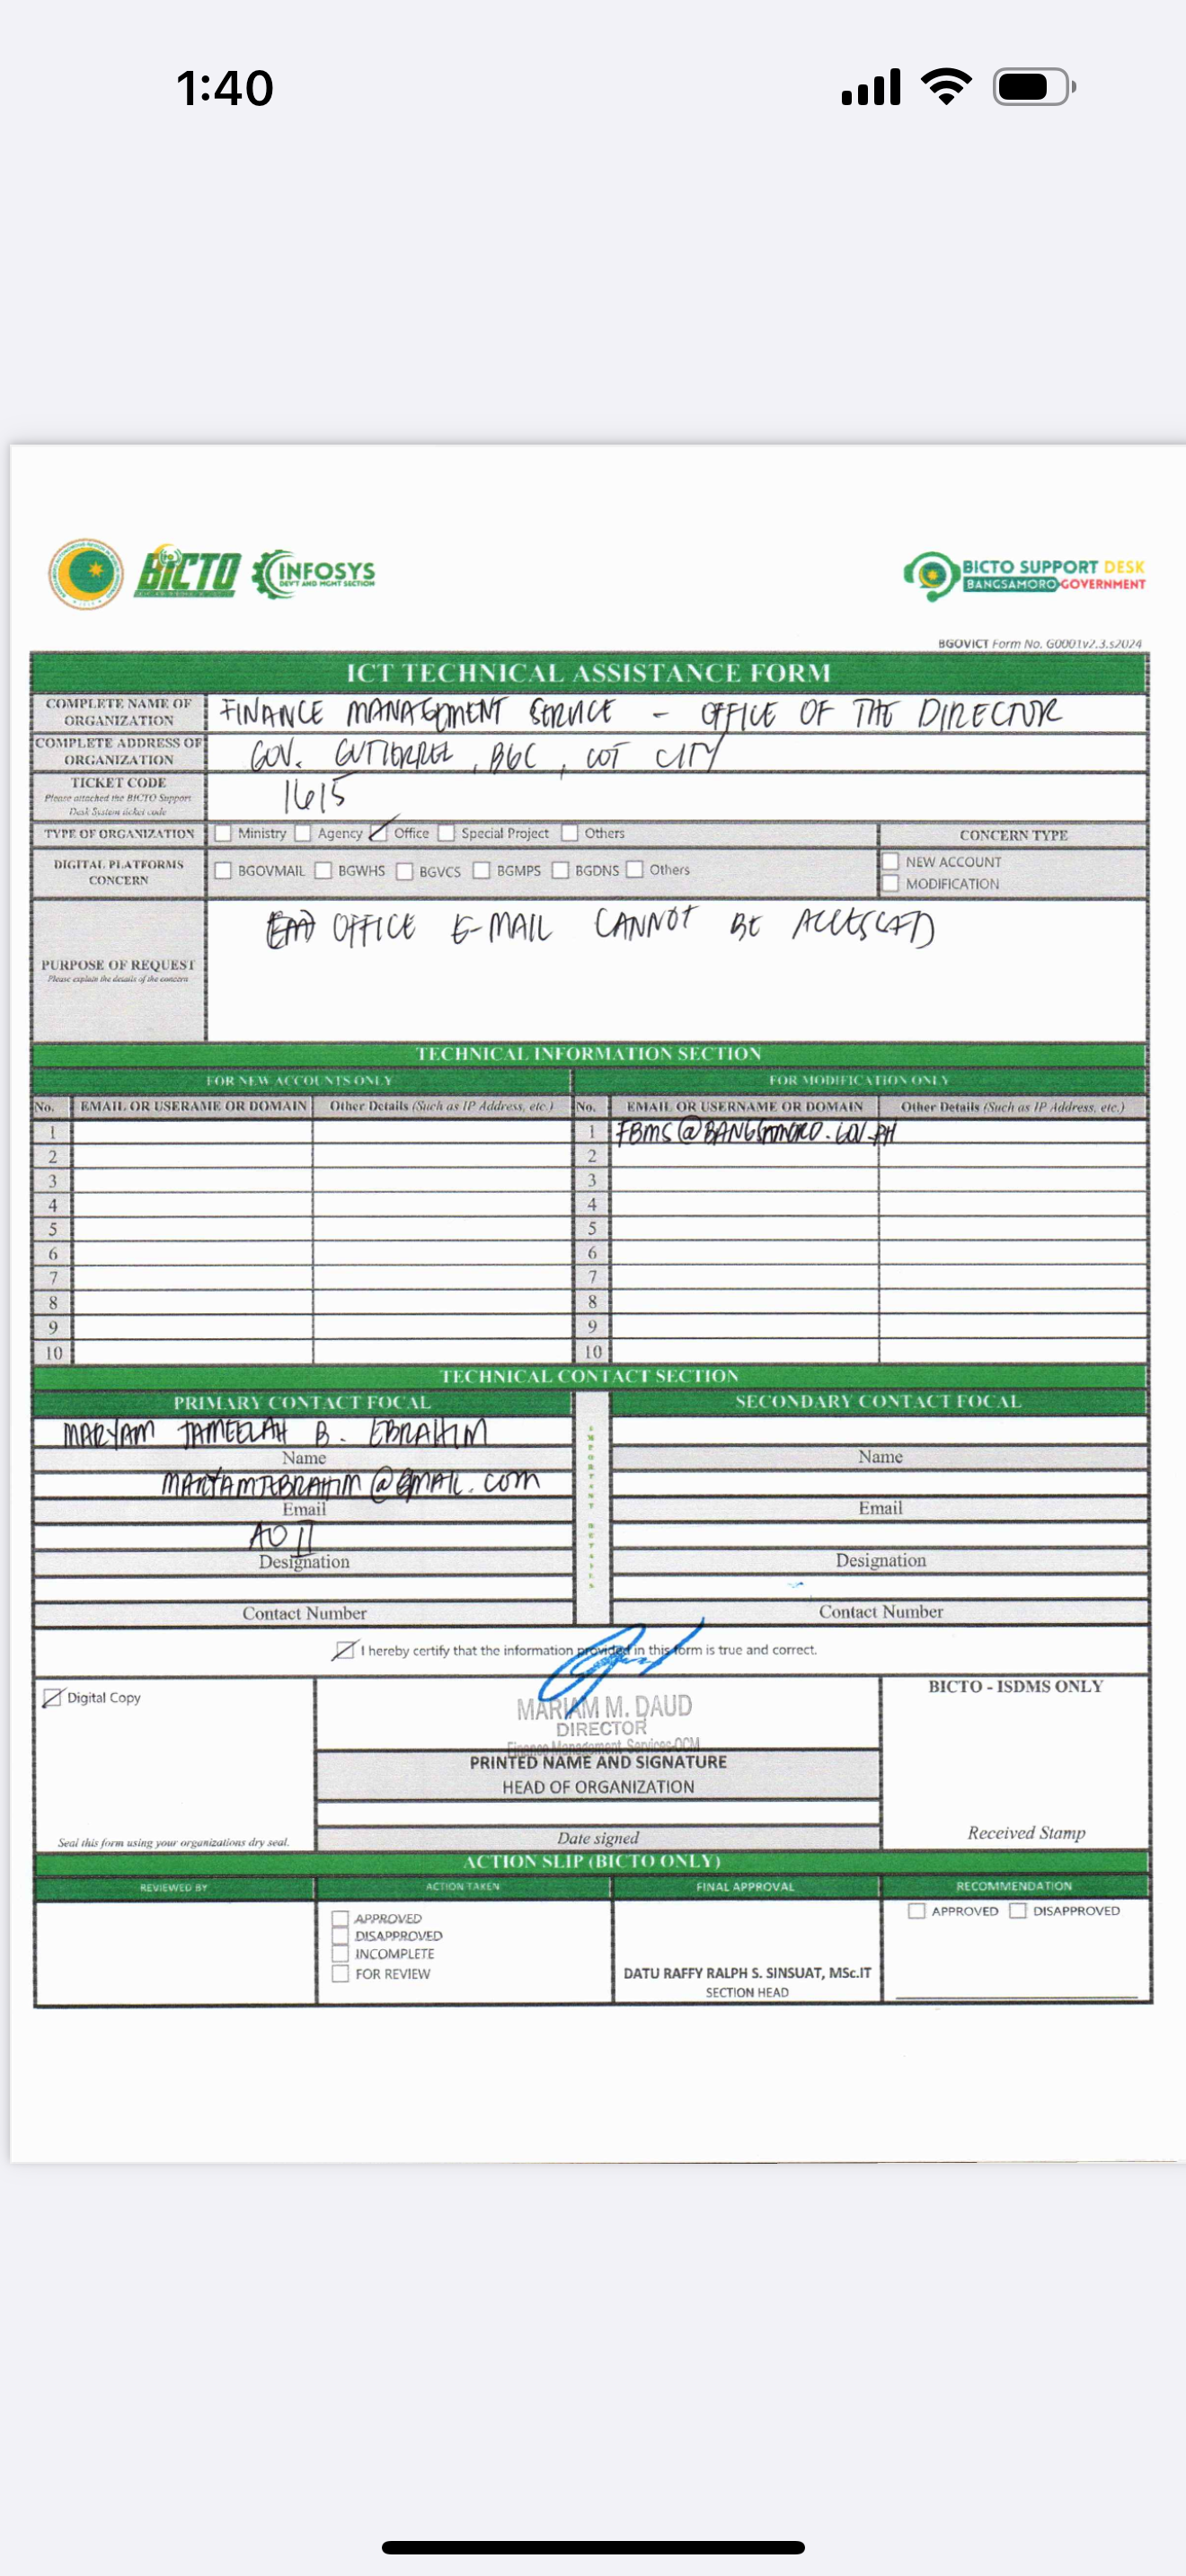 1:40
BICTO
INFOSYS
DEV'T AND MGMT SECTION
BICTO SUPPORT DESK
BANGSAMORO GOVERNMENT
BGOVICT Form No. G0001v2.3.s2024
ICT TECHNICAL ASSISTANCE FORM
COMPLETE NAME OF ORGANIZATION FINANCE MANAGEMENT SERVICE - OFFICE OF THE DIRECTOR
COMPLETE ADDRESS OF ORGANIZATION GOV. GUTIERREZ, BGC, COT CITY
TICKET CODE 1615
Please attached the BICTO Support Desk System ticket code
TYPE OF ORGANIZATION Ministry Agency Office Special Project Others CONCERN TYPE
DIGITAL PLATFORMS CONCERN BGOVMAIL BGWHS BGVCS BGMPS BGDNS Others NEW ACCOUNT
MODIFICATION
OFFICE E-MAIL CANNOT BE ACCESSED
PURPOSE OF REQUEST
Please explain the details of the concern
TECHNICAL INFORMATION SECTION
FOR NEW ACCOUNTS ONLY FOR MODIFICATION ONLY
No. EMAIL OR USERAME OR DOMAIN Other Details (Such as IP Address, etc.) No. EMAIL OR USERNAME OR DOMAIN Other Details (Such as IP Address, etc.)
1 1 FBMS@BANGSAMORO.GOV.PH
2 2
3 3
4 4
5 5
6 6
7 7
8 8
9 9
10 10
TECHNICAL CONTACT SECTION
PRIMARY CONTACT FOCAL SECONDARY CONTACT FOCAL
MARYAM JAMEELAH B. EBRAHIM
Name Name
MARYAMJEBRAHIM@GMAIL.COM
Email Email
AO II
Designation Designation
Contact Number Contact Number
IMPORTANT DETAILS
I hereby certify that the information provided in this form is true and correct.
Digital Copy
BICTO - ISDMS ONLY
MARIAM M. DAUD
DIRECTOR
Finance Management Services-OCM
PRINTED NAME AND SIGNATURE
HEAD OF ORGANIZATION
Seal this form using your organizations dry seal. Date signed Received Stamp
ACTION SLIP (BICTO ONLY)
REVIEWED BY ACTION TAKEN FINAL APPROVAL RECOMMENDATION
APPROVED APPROVED DISAPPROVED
DISAPPROVED
INCOMPLETE
FOR REVIEW DATU RAFFY RALPH S. SINSUAT, MSc.IT
SECTION HEAD